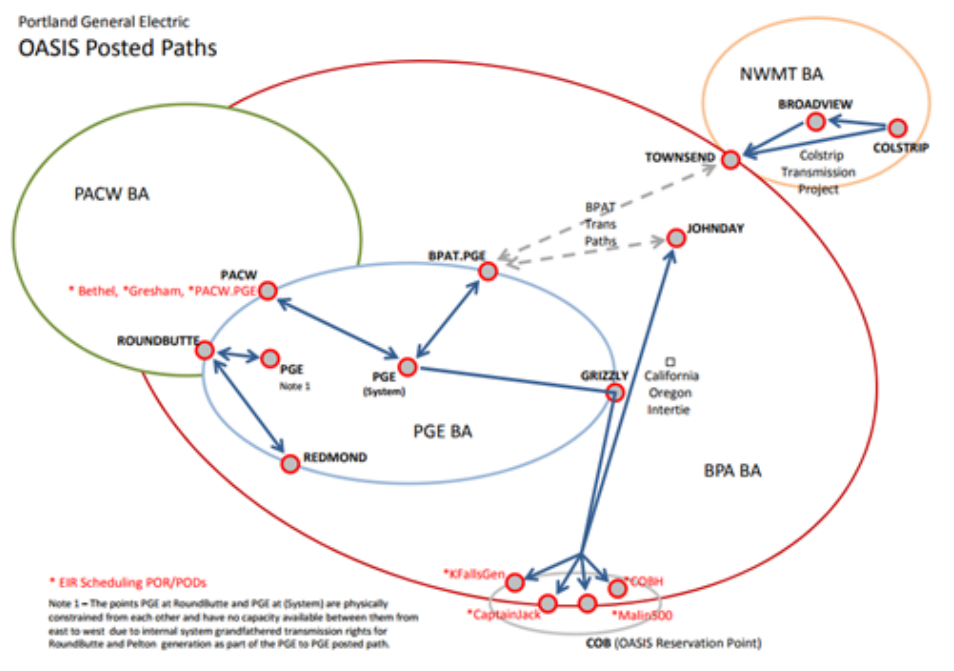 Portland General Electric
OASIS Posted Paths
NWMT BA
BROADVIEW
COLSTRIP
TOWNSEND
Colstrip
Transmission
Project
PACW BA
BPAT
Trans
Paths
JOHNDAY
BPAT.PGE
PACW
* Bethel, *Gresham, *PACW.PGE
ROUNDBUTTE
PGE
Note 1
PGE
(System)
GRIZZLY
California
Oregon
Intertie
PGE BA
REDMOND
BPA BA
*KFallsGen
*COBH
*CaptainJack
*Malin500
COB (OASIS Reservation Point)
* EIR Scheduling POR/PODs
Note 1 – The points PGE at RoundButte and PGE at (System) are physically
constrained from each other and have no capacity available between them from
east to west due to internal system grandfathered transmission rights for
RoundButte and Pelton generation as part of the PGE to PGE posted path.